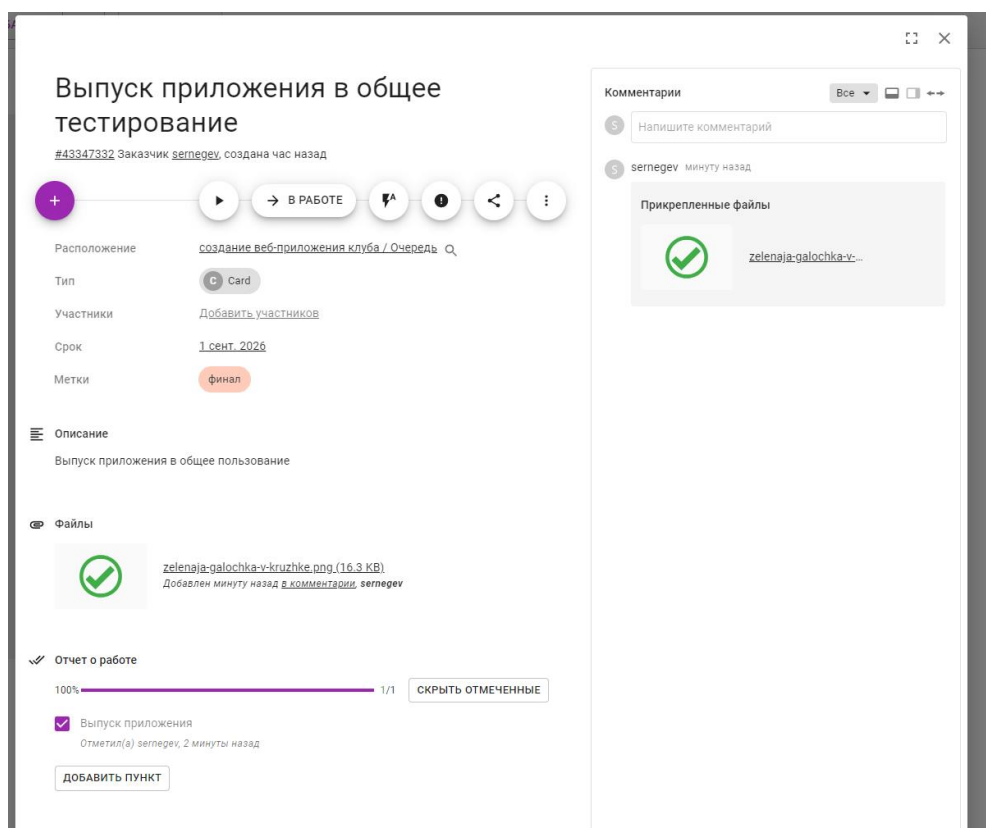 Выпуск приложения в общее
тестирование
#43347332 Заказчик sernegev, создана час назад
+
→ В РАБОТЕ
A
Расположение создание веб-приложения клуба / Очередь
Тип C Card
Участники Добавить участников
Срок 1 сент. 2026
Метки финал
Описание
Выпуск приложения в общее пользование
Файлы
zelenaja-galochka-v-kruzhke.png (16.3 KB)
Добавлен минуту назад в комментарии, sernegev
Отчет о работе
100% 1/1 СКРЫТЬ ОТМЕЧЕННЫЕ
Выпуск приложения
Отметил(а) sernegev, 2 минуты назад
ДОБАВИТЬ ПУНКТ
Комментарии Все
S Напишите комментарий
S sernegev минуту назад
Прикрепленные файлы
zelenaja-galochka-v-...